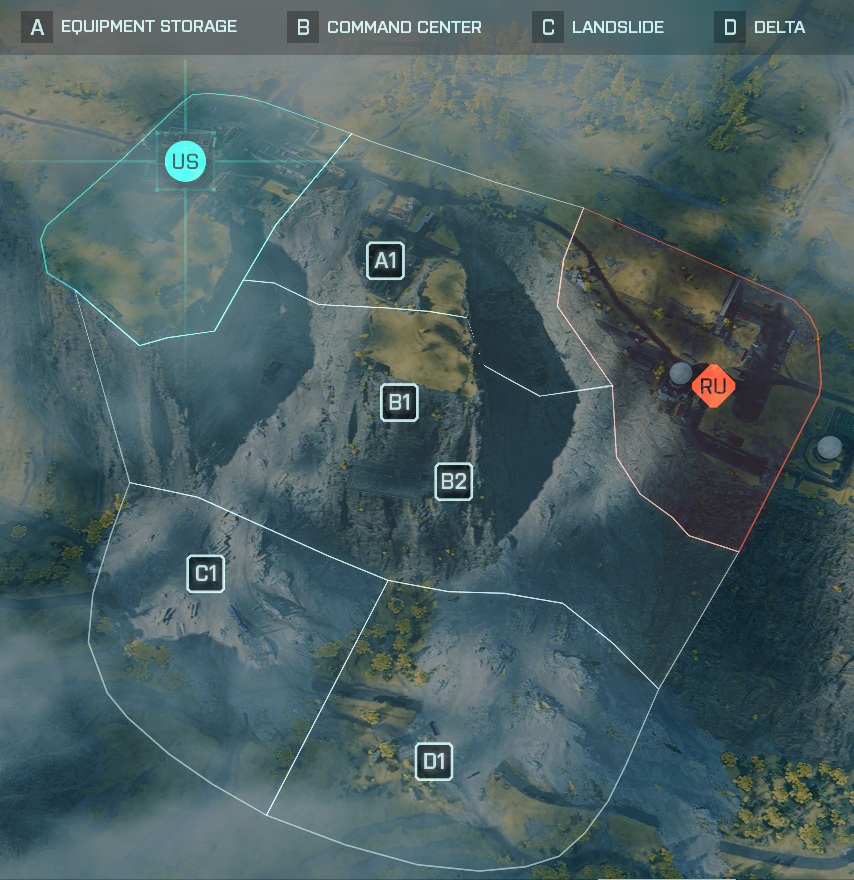 A EQUIPMENT STORAGE B COMMAND CENTER C LANDSLIDE D DELTA
US
A1
RU
B1
B2
C1
D1